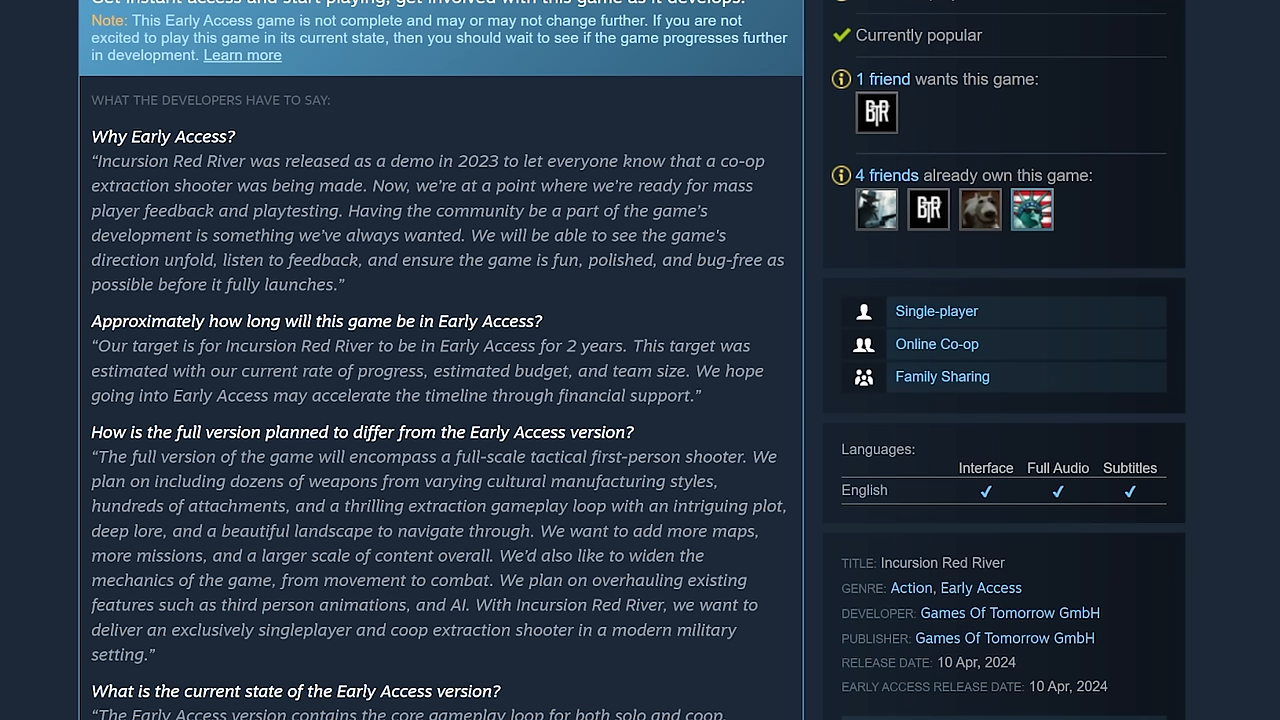 Note: This Early Access game is not complete and may or may not change further. If you are not
excited to play this game in its current state, then you should wait to see if the game progresses further
in development. Learn more
WHAT THE DEVELOPERS HAVE TO SAY:
Why Early Access?
“Incursion Red River was released as a demo in 2023 to let everyone know that a co-op
extraction shooter was being made. Now, we’re at a point where we’re ready for mass
player feedback and playtesting. Having the community be a part of the game’s
development is something we’ve always wanted. We will be able to see the game's
direction unfold, listen to feedback, and ensure the game is fun, polished, and bug-free as
possible before it fully launches.”
Approximately how long will this game be in Early Access?
“Our target is for Incursion Red River to be in Early Access for 2 years. This target was
estimated with our current rate of progress, estimated budget, and team size. We hope
going into Early Access may accelerate the timeline through financial support.”
How is the full version planned to differ from the Early Access version?
“The full version of the game will encompass a full-scale tactical first-person shooter. We
plan on including dozens of weapons from varying cultural manufacturing styles,
hundreds of attachments, and a thrilling extraction gameplay loop with an intriguing plot,
deep lore, and a beautiful landscape to navigate through. We want to add more maps,
more missions, and a larger scale of content overall. We’d also like to widen the
mechanics of the game, from movement to combat. We plan on overhauling existing
features such as third person animations, and AI. With Incursion Red River, we want to
deliver an exclusively singleplayer and coop extraction shooter in a modern military
setting.”
What is the current state of the Early Access version?
“The Early Access version contains the core gameplay loop for both solo and coop.
Currently popular
1 friend wants this game:
BTR
4 friends already own this game:
BTR
Single-player
Online Co-op
Family Sharing
Languages:
Interface Full Audio Subtitles
English ✔ ✔ ✔
TITLE: Incursion Red River
GENRE: Action, Early Access
DEVELOPER: Games Of Tomorrow GmbH
PUBLISHER: Games Of Tomorrow GmbH
RELEASE DATE: 10 Apr, 2024
EARLY ACCESS RELEASE DATE: 10 Apr, 2024